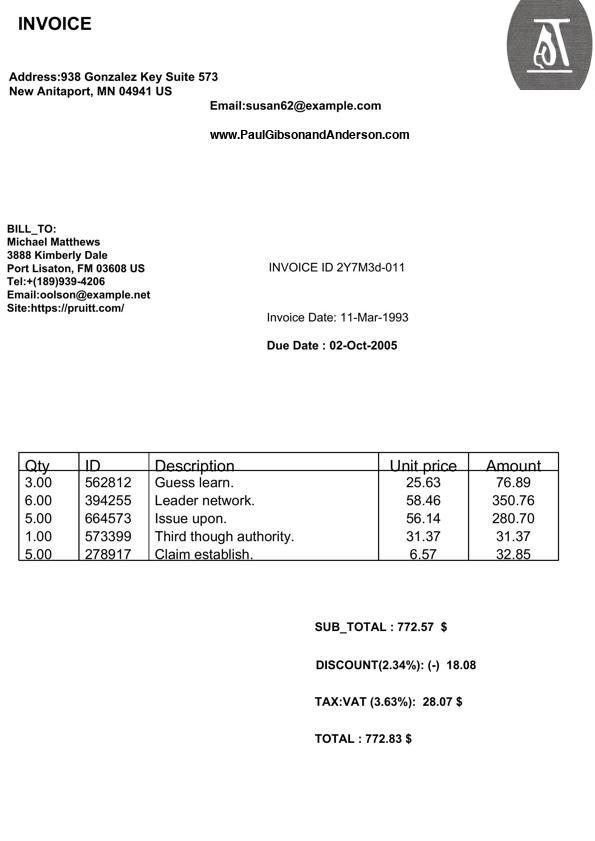 INVOICE
Address:938 Gonzalez Key Suite 573
New Anitaport, MN 04941 US
Email:susan62@example.com
www.PaulGibsonandAnderson.com
BILL_TO:
Michael Matthews
3888 Kimberly Dale
Port Lisaton, FM 03608 US
Tel:+(189)939-4206
Email:oolson@example.net
Site:https://pruitt.com/
INVOICE ID 2Y7M3d-011
Invoice Date: 11-Mar-1993
Due Date : 02-Oct-2005
Qty ID Description Unit price Amount
3.00 562812 Guess learn. 25.63 76.89
6.00 394255 Leader network. 58.46 350.76
5.00 664573 Issue upon. 56.14 280.70
1.00 573399 Third though authority. 31.37 31.37
5.00 278917 Claim establish. 6.57 32.85
SUB_TOTAL : 772.57 $
DISCOUNT(2.34%): (-) 18.08
TAX:VAT (3.63%): 28.07 $
TOTAL : 772.83 $